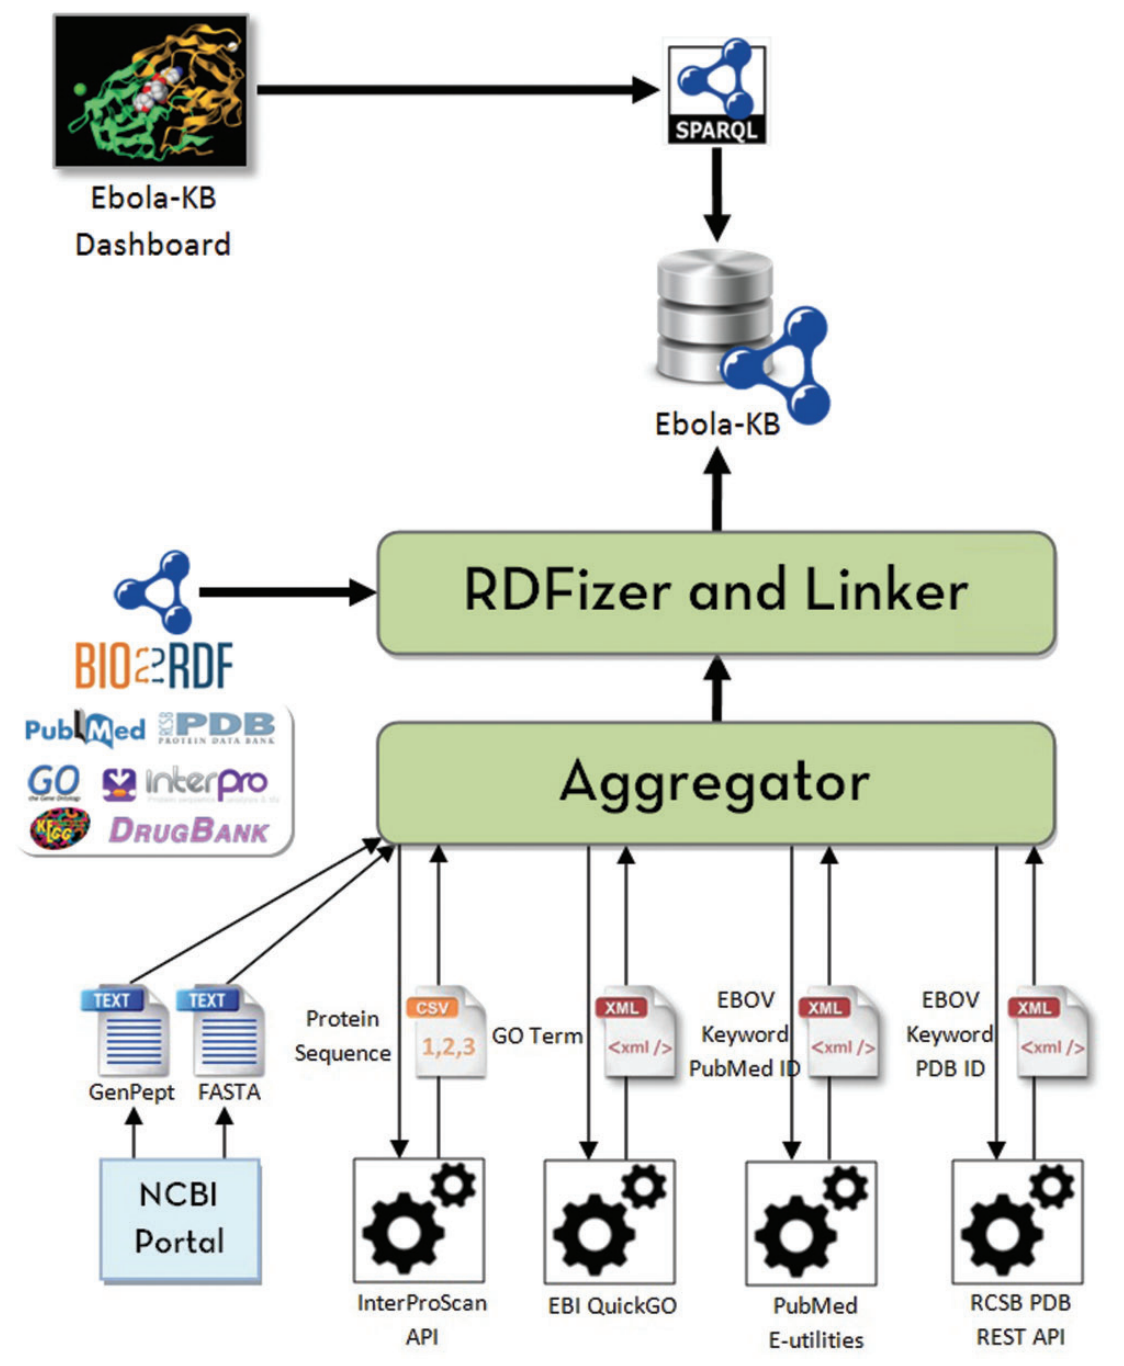 SPARQL
Ebola-KB
Dashboard
Ebola-KB
RDFizer and Linker
BIO2RDF
PubMed
RCSB PDB
PROTEIN DATA BANK
GO
the Gene Ontology
interpro
KEGG
DRUGBANK
Aggregator
TEXT
TEXT
GenPept
FASTA
Protein
Sequence
CSV
1,2,3
GO Term
XML
<xml />
EBOV
Keyword
PubMed ID
XML
<xml />
EBOV
Keyword
PDB ID
XML
<xml />
NCBI
Portal
InterProScan
API
EBI QuickGO
PubMed
E-utilities
RCSB PDB
REST API